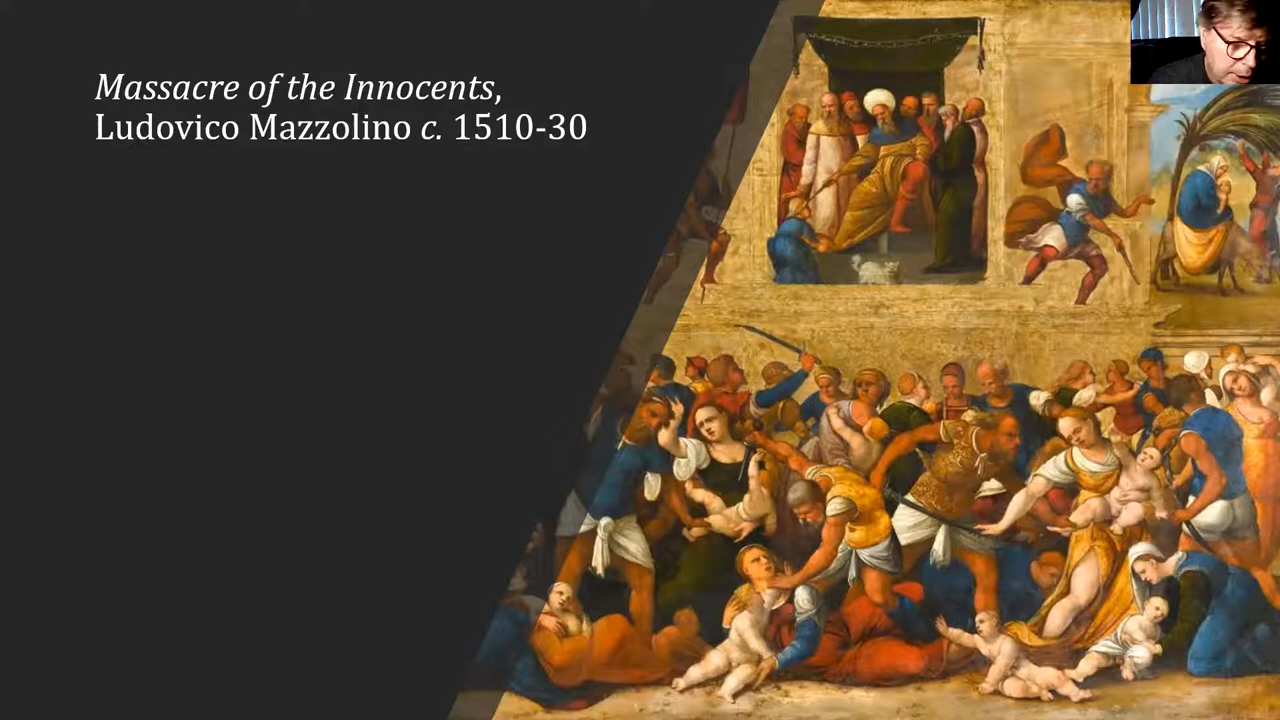 Massacre of the Innocents,
Ludovico Mazzolino c. 1510-30